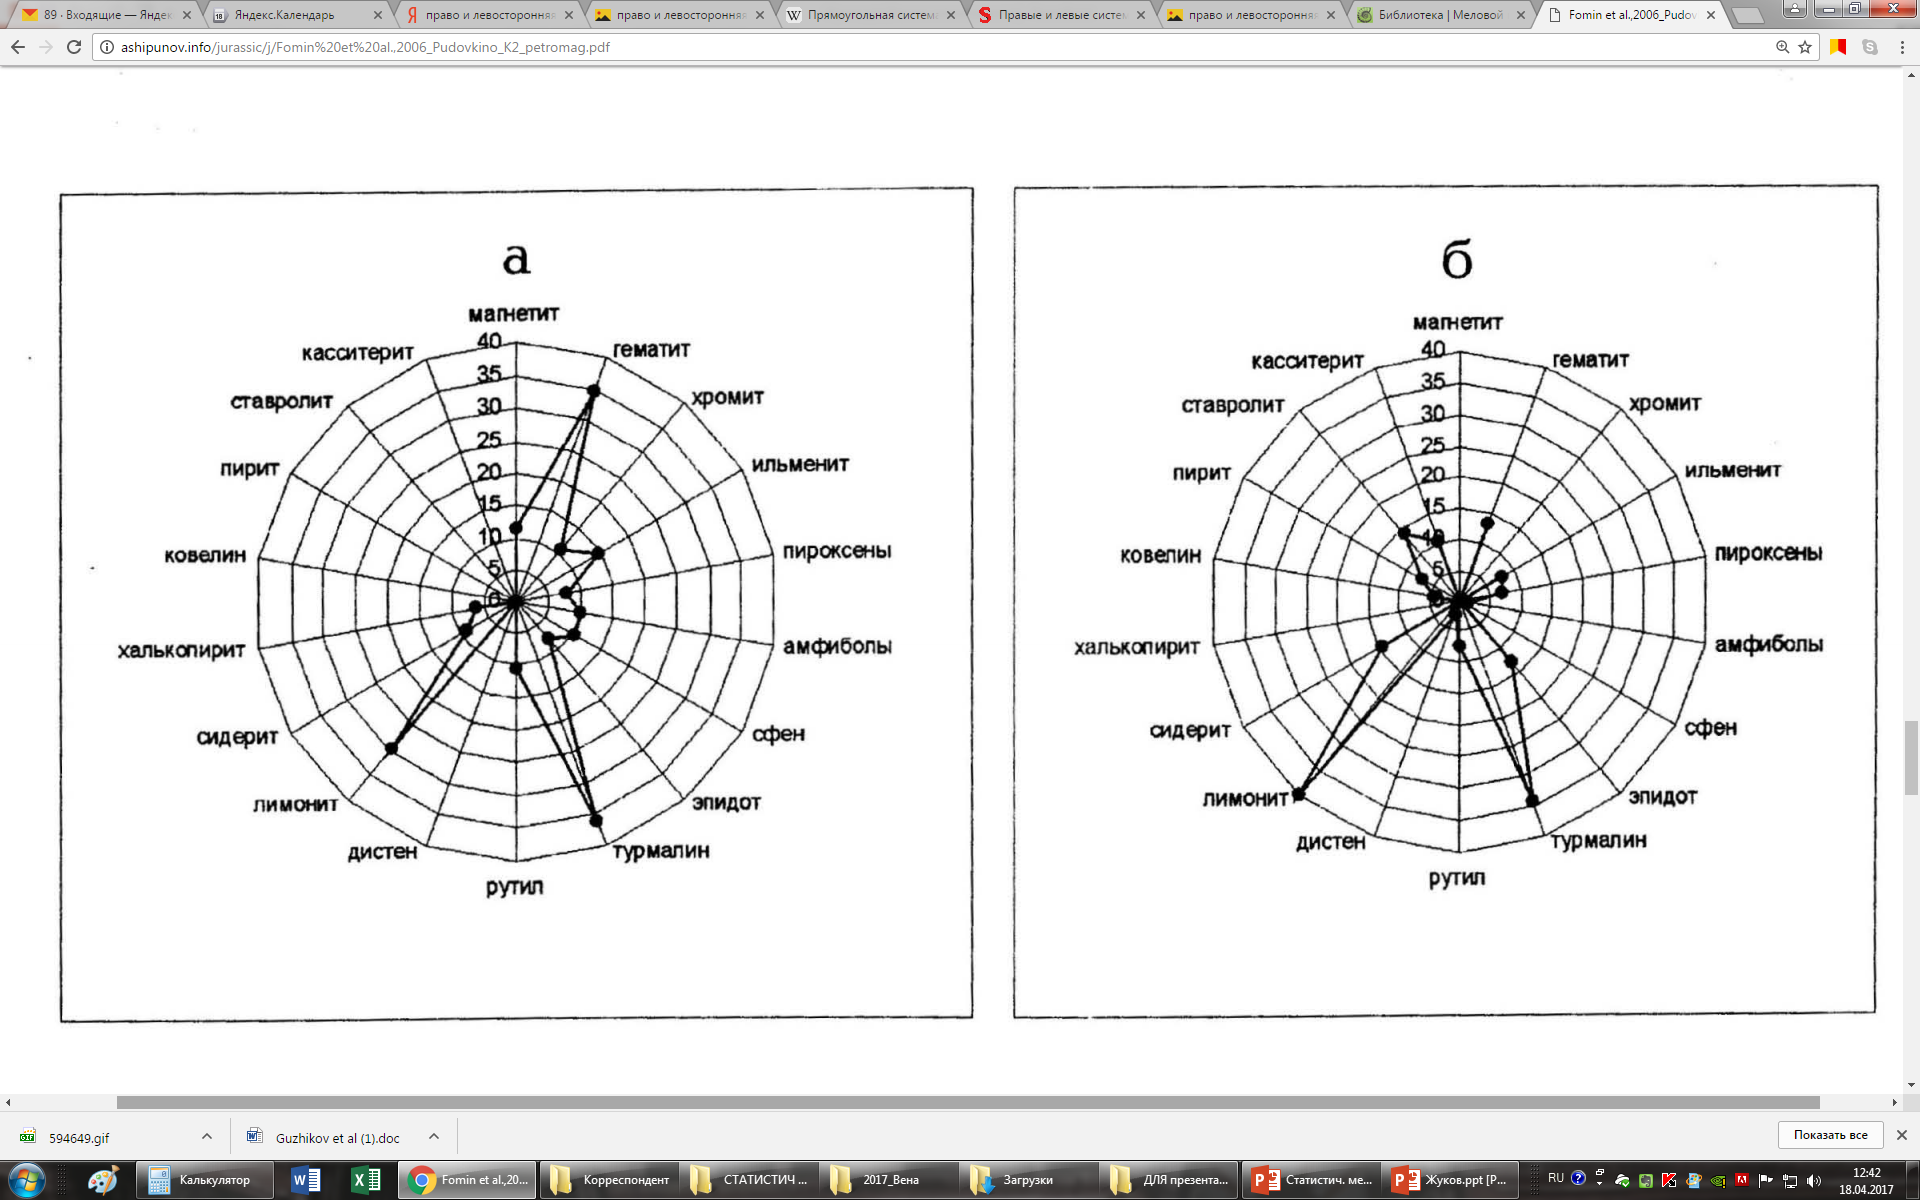 89 · Входящие — Яндек
Яндекс.Календарь
право и левосторонняя
право и левосторонняя
Прямоугольная систем
Правые и левые систем
право и левосторонняя
Библиотека | Меловой
Fomin et al.,2006_Pudov
ashipunov.info/jurassic/j/Fomin%20et%20al.,2006_Pudovkino_K2_petromag.pdf
а
магнетит
гематит
хромит
ильменит
пироксены
амфиболы
сфен
эпидот
турмалин
рутил
дистен
лимонит
сидерит
халькопирит
ковелин
пирит
ставролит
касситерит
40
35
30
25
20
15
10
5
0
б
магнетит
гематит
хромит
ильменит
пироксены
амфиболы
сфен
эпидот
турмалин
рутил
дистен
лимонит
сидерит
халькопирит
ковелин
пирит
ставролит
касситерит
40
35
30
25
20
15
10
5
0
594649.gif
Guzhikov et al (1).doc
Показать все
Калькулятор
Fomin et al.,20...
Корреспондент
СТАТИСТИЧ ...
2017_Вена
Загрузки
ДЛЯ презента...
Статистич. ме...
Жуков.ppt [P...
RU
12:42
18.04.2017